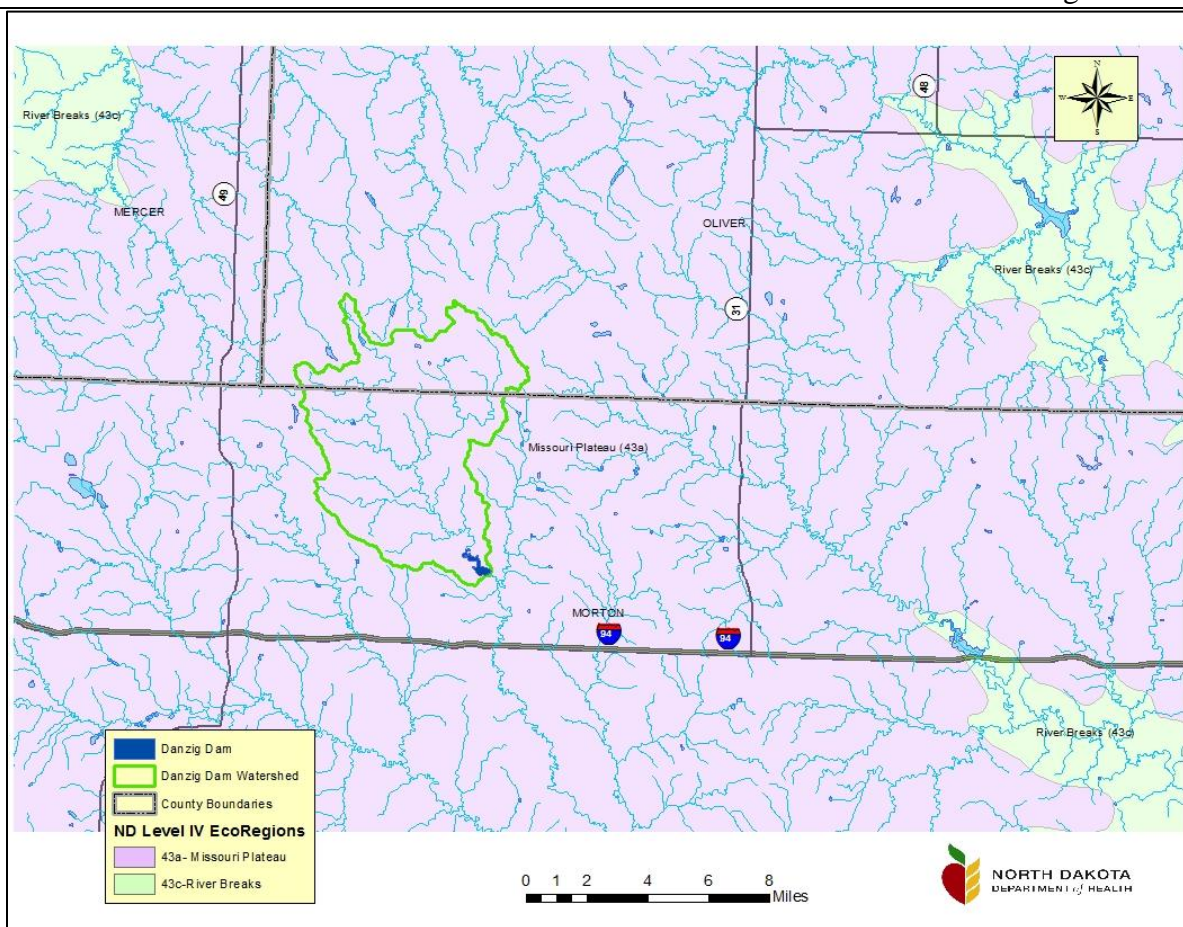 River Breaks (43c)
MERCER
49
48
N
W E
S
OLIVER
River Breaks (43c)
31
Missouri Plateau (43a)
MORTON
94
94
River Breaks (43c)
Danzig Dam
Danzig Dam Watershed
County Boundaries
ND Level IV EcoRegions
43a- Missouri Plateau
43c-River Breaks
0 1 2 4 6 8
Miles
NORTH DAKOTA
DEPARTMENT of HEALTH